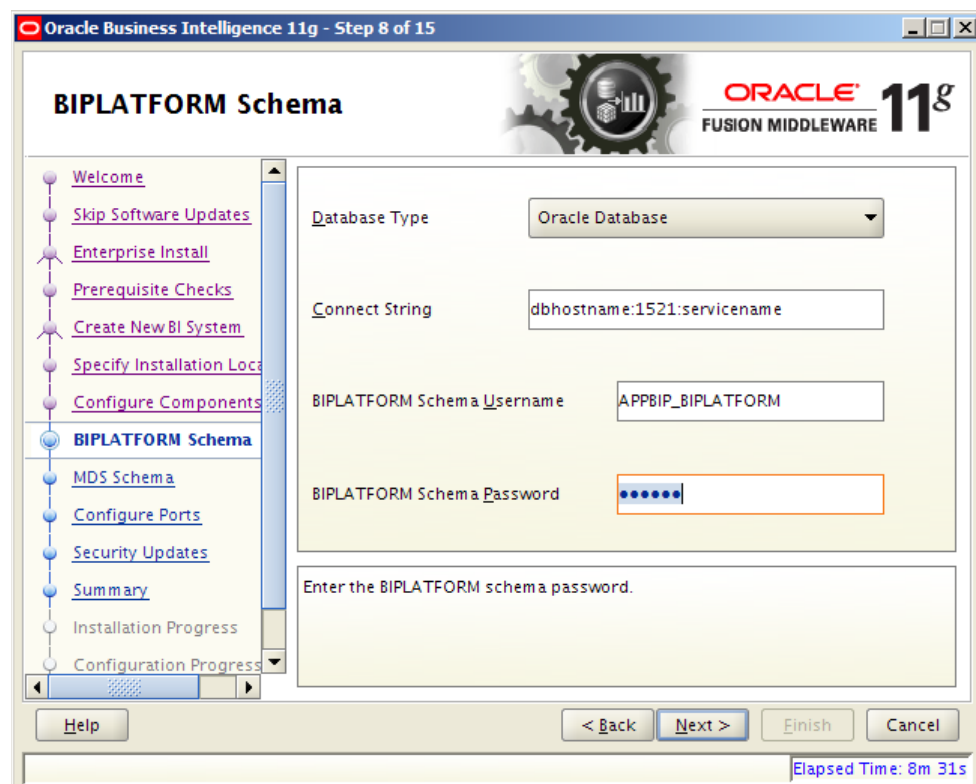 Oracle Business Intelligence 11g - Step 8 of 15
BIPLATFORM Schema
ORACLE
FUSION MIDDLEWARE
11g
Welcome
Skip Software Updates
Enterprise Install
Prerequisite Checks
Create New BI System
Specify Installation Loca
Configure Components
BIPLATFORM Schema
MDS Schema
Configure Ports
Security Updates
Summary
Installation Progress
Configuration Progress
Database Type
Oracle Database
Connect String
dbhostname:1521:servicename
BIPLATFORM Schema Username
APPBIP_BIPLATFORM
BIPLATFORM Schema Password
••••••
Enter the BIPLATFORM schema password.
Help
< Back
Next >
Finish
Cancel
Elapsed Time: 8m 31s